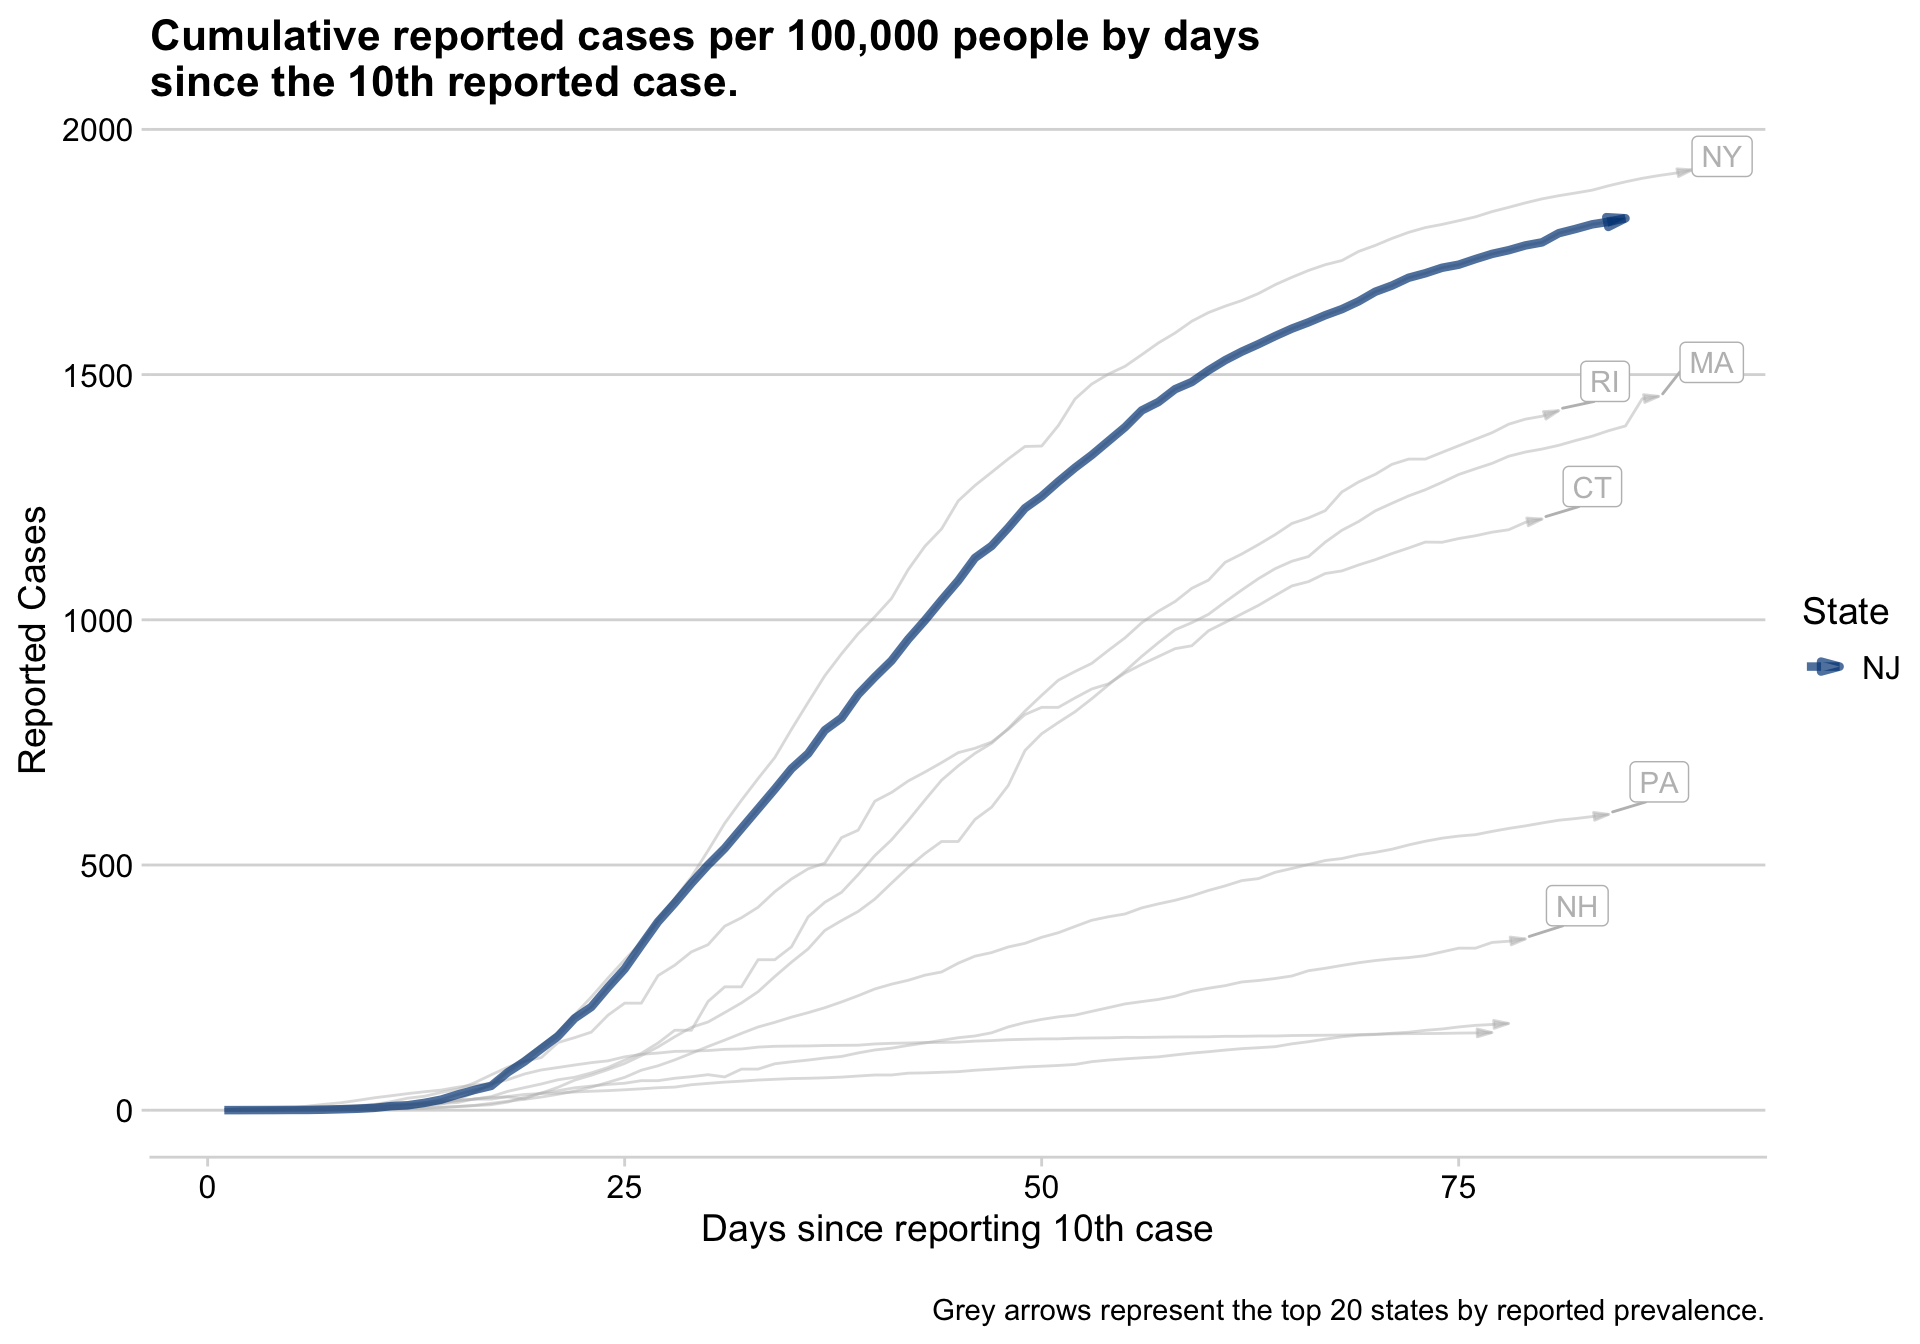 Cumulative reported cases per 100,000 people by days
since the 10th reported case.
2000
1500
1000
500
0
Reported Cases
NY
MA
RI
CT
PA
NH
State
NJ
0
25
50
75
Days since reporting 10th case
Grey arrows represent the top 20 states by reported prevalence.